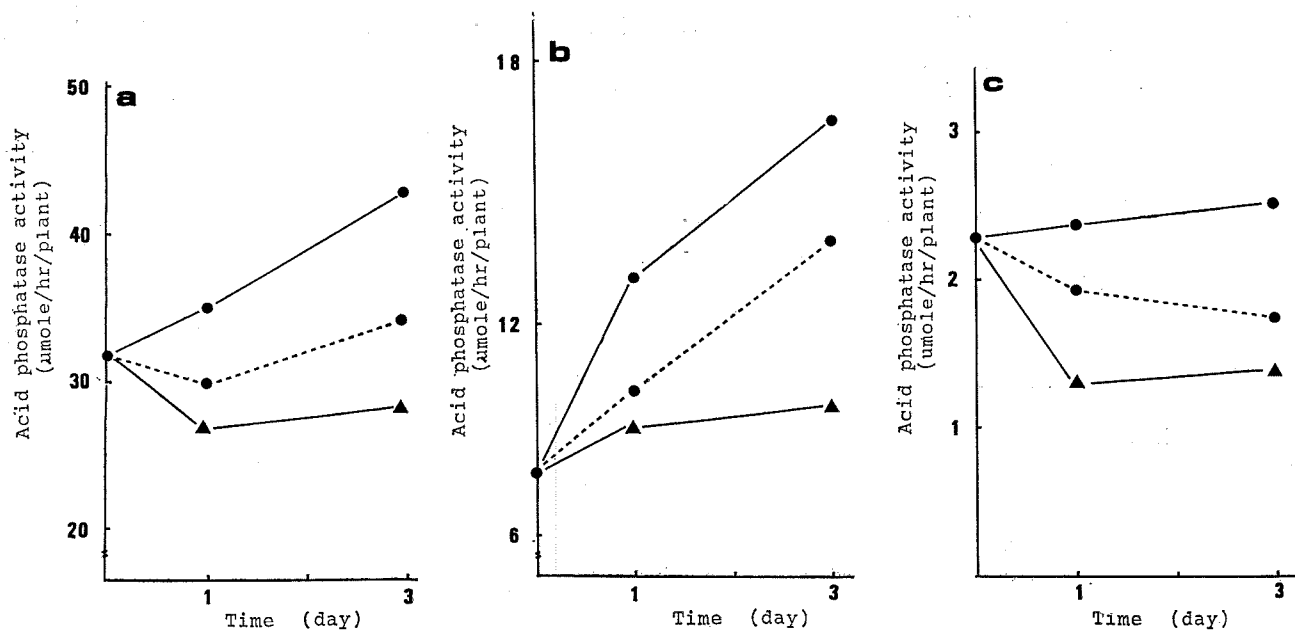 a
50
40
30
20
Acid phosphatase activity
(µmole/hr/plant)
1
3
Time (day)
b
18
12
6
Acid phosphatase activity
(µmole/hr/plant)
1
3
Time (day)
c
3
2
1
Acid phosphatase activity
(umole/hr/plant)
1
3
Time (day)